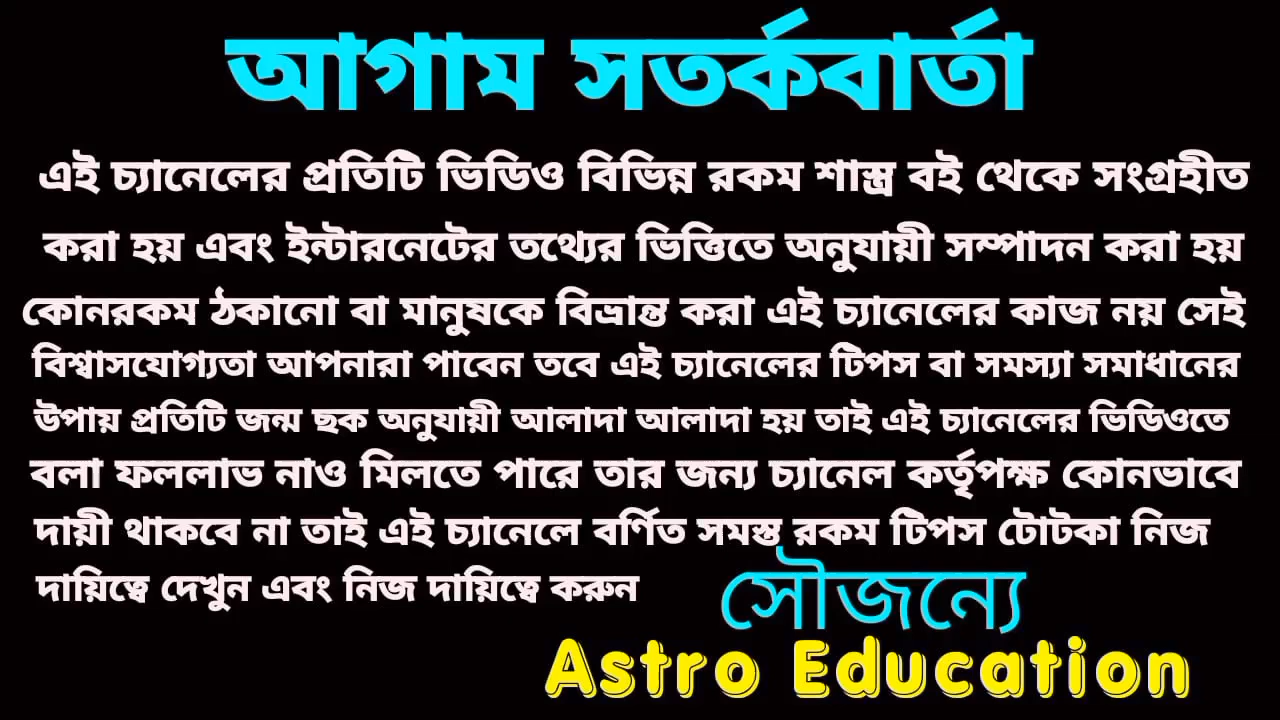 আগাম সতর্কবার্তা
এই চ্যানেলের প্রতিটি ভিডিও বিভিন্ন রকম শাস্ত্র বই থেকে সংগ্রহীত
করা হয় এবং ইন্টারনেটের তথ্যের ভিত্তিতে অনুযায়ী সম্পাদন করা হয়
কোনরকম ঠকানো বা মানুষকে বিভ্রান্ত করা এই চ্যানেলের কাজ নয় সেই
বিশ্বাসযোগ্যতা আপনারা পাবেন তবে এই চ্যানেলের টিপস বা সমস্যা সমাধানের
উপায় প্রতিটি জন্ম ছক অনুযায়ী আলাদা আলাদা হয় তাই এই চ্যানেলের ভিডিওতে
বলা ফললাভ নাও মিলতে পারে তার জন্য চ্যানেল কর্তৃপক্ষ কোনভাবে
দায়ী থাকবে না তাই এই চ্যানেলে বর্ণিত সমস্ত রকম টিপস টোটকা নিজ
দায়িত্বে দেখুন এবং নিজ দায়িত্বে করুন
সৌজন্যে
Astro Education